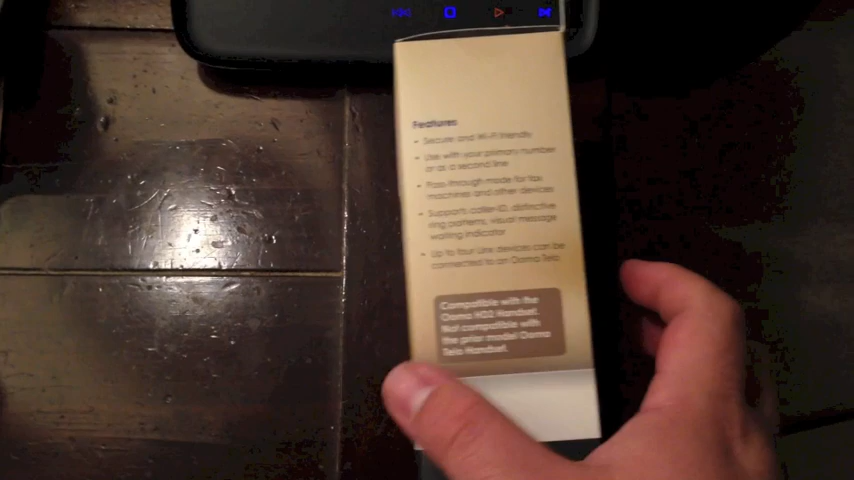 Features
• Secure and Wi-Fi friendly
• Use with your primary number
or as a second line
• Pass-through mode for fax
machines and other devices
• Supports caller-ID, distinctive
ring patterns, visual message
waiting indicator
• Up to four Linx devices can be
connected to an Ooma Telo
Compatible with the
Ooma HD2 Handset.
Not compatible with
the prior model Ooma
Telo Handset.